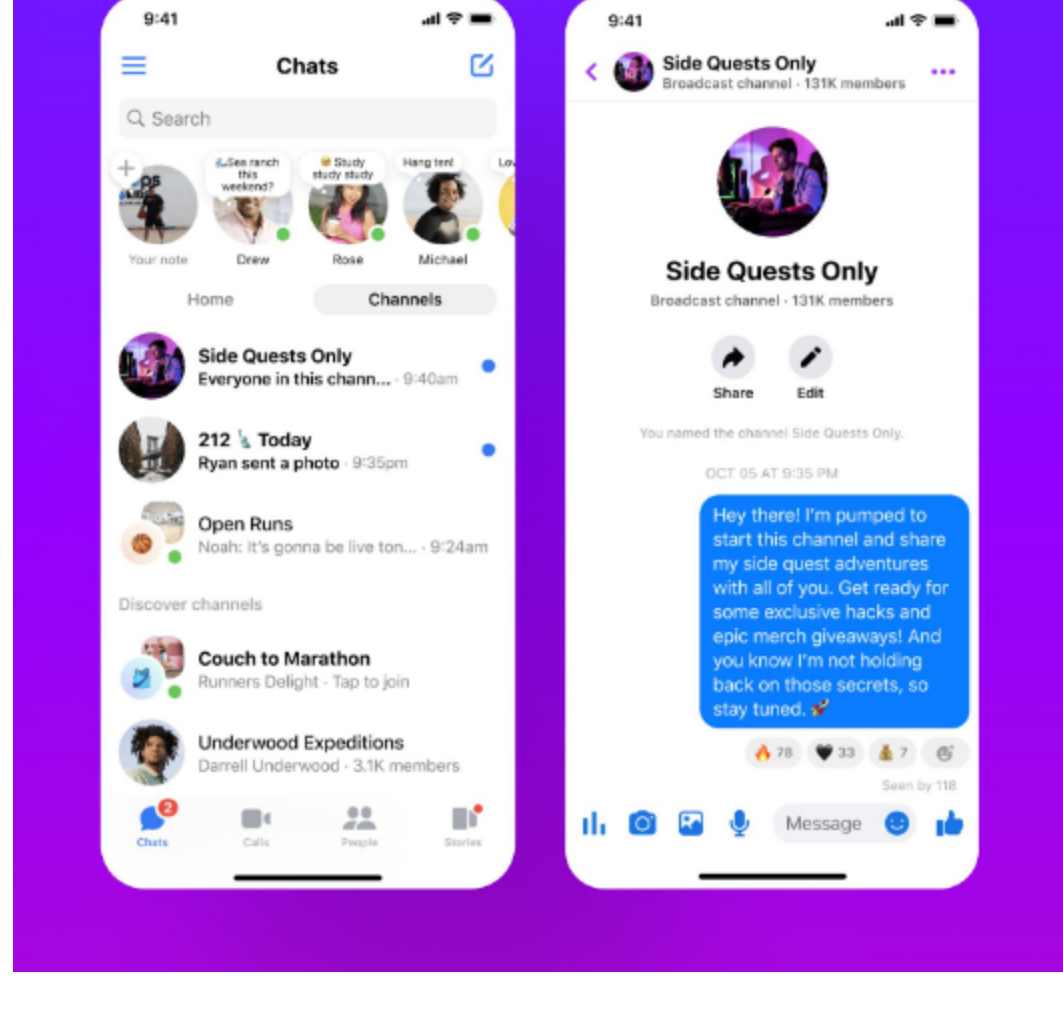 9:41
Chats
Search
See ranch
this
weekend?
Study
study study
Hang ten!
Your note
Drew
Rose
Michael
Home
Channels
Side Quests Only
Everyone in this chann... · 9:40am
212 🗽 Today
Ryan sent a photo · 9:35pm
Open Runs
Noah: It's gonna be live ton... · 9:24am
Discover channels
Couch to Marathon
Runners Delight · Tap to join
Underwood Expeditions
Darrell Underwood · 3.1K members
2
Chats
Calls
People
Stories
9:41
Side Quests Only
Broadcast channel · 131K members
Side Quests Only
Broadcast channel · 131K members
Share
Edit
You named the channel Side Quests Only.
OCT 05 AT 9:35 PM
Hey there! I'm pumped to
start this channel and share
my side quest adventures
with all of you. Get ready for
some exclusive hacks and
epic merch giveaways! And
you know I'm not holding
back on those secrets, so
stay tuned. 🚀
🔥 78 🖤 33 💰 7
Seen by 118
Message